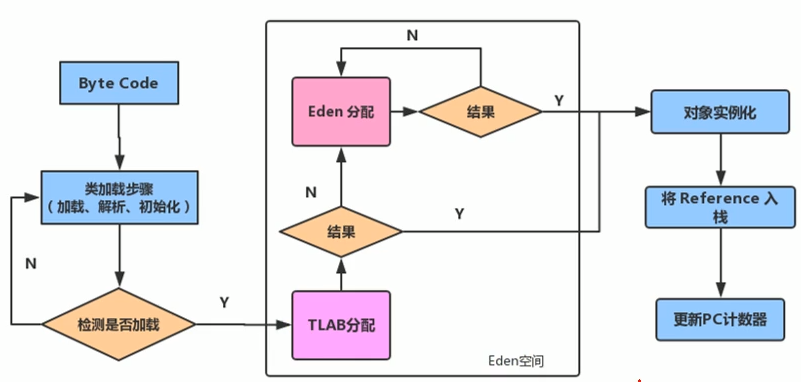 Byte Code
类加载步骤
（加载、解析、初始化）
N
检测是否加载
Y
N
Eden 分配
结果
Y
N
结果
Y
TLAB分配
Eden空间
对象实例化
将 Reference 入
栈
更新PC计数器